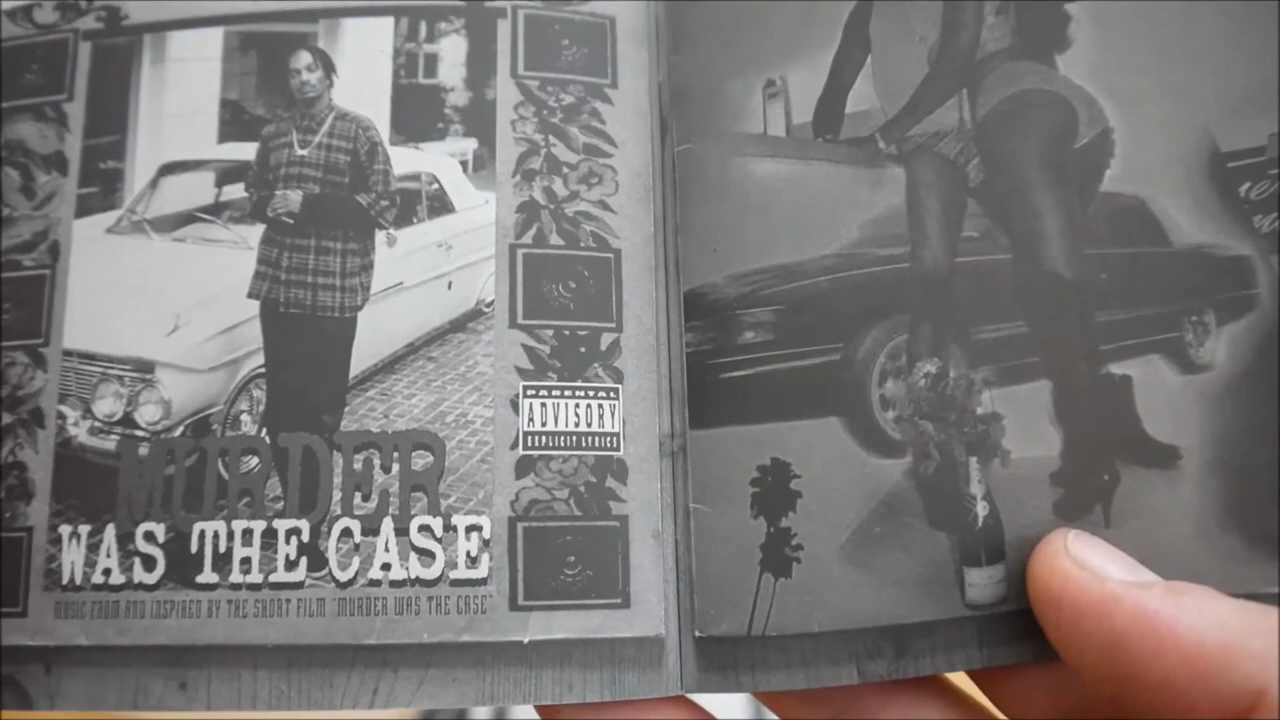 PARENTAL
ADVISORY
EXPLICIT LYRICS
MURDER
WAS THE CASE
MUSIC FROM AND INSPIRED BY THE SHORT FILM "MURDER WAS THE CASE"